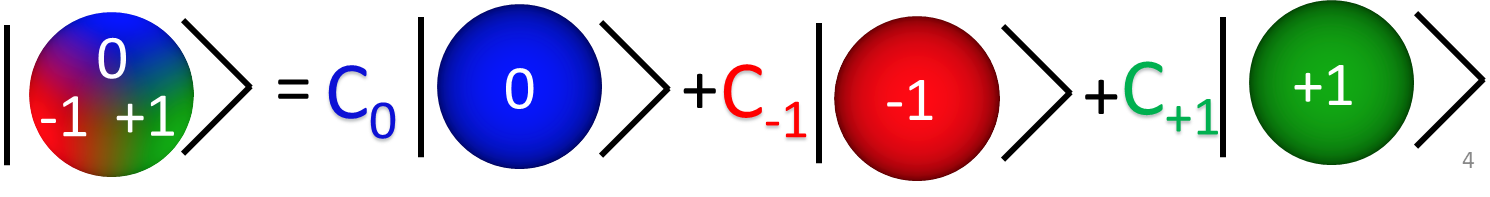 |0 -1 +1⟩ = C₀ |0⟩ + C₋₁ |-1⟩ + C₊₁ |+1⟩
4